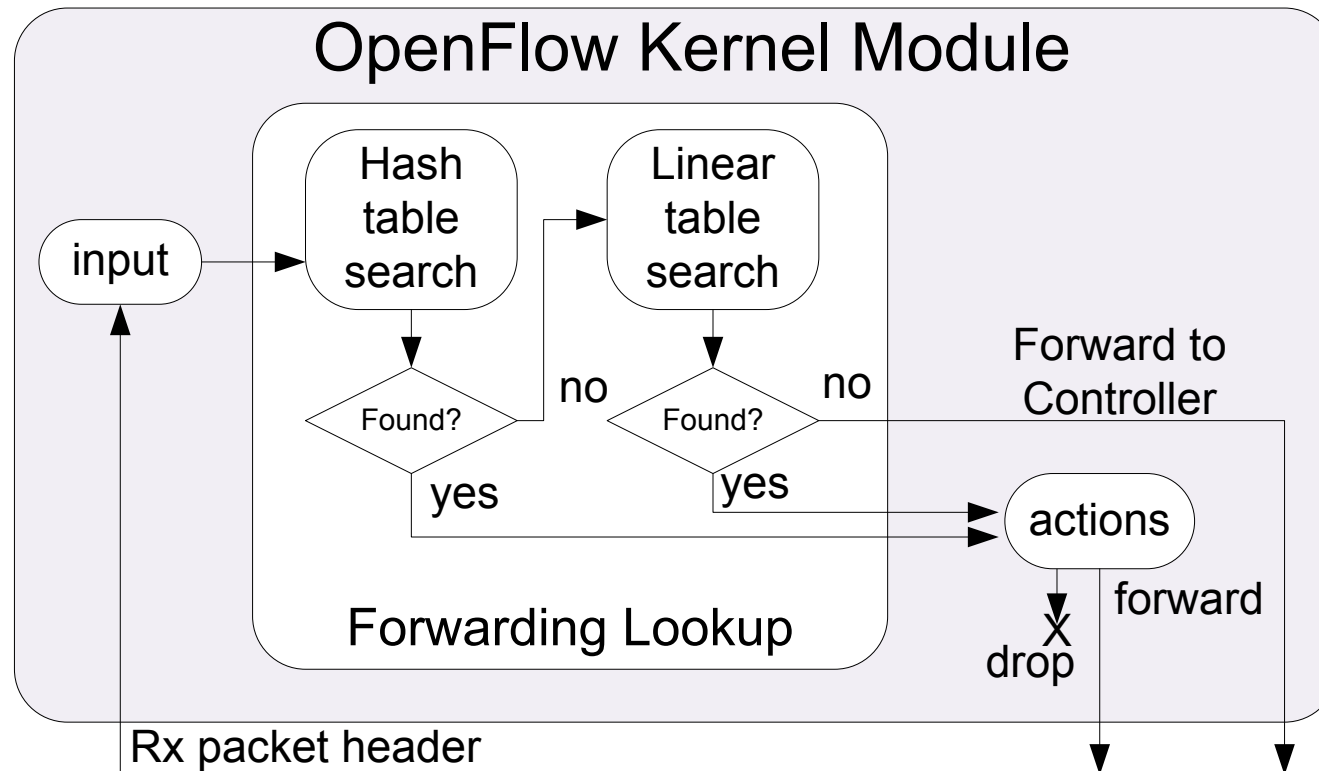 OpenFlow Kernel Module
Hash
table
search
Linear
table
search
input
Forward to
Controller
no
no
Found?
Found?
yes
yes
actions
forward
X
drop
Forwarding Lookup
Rx packet header